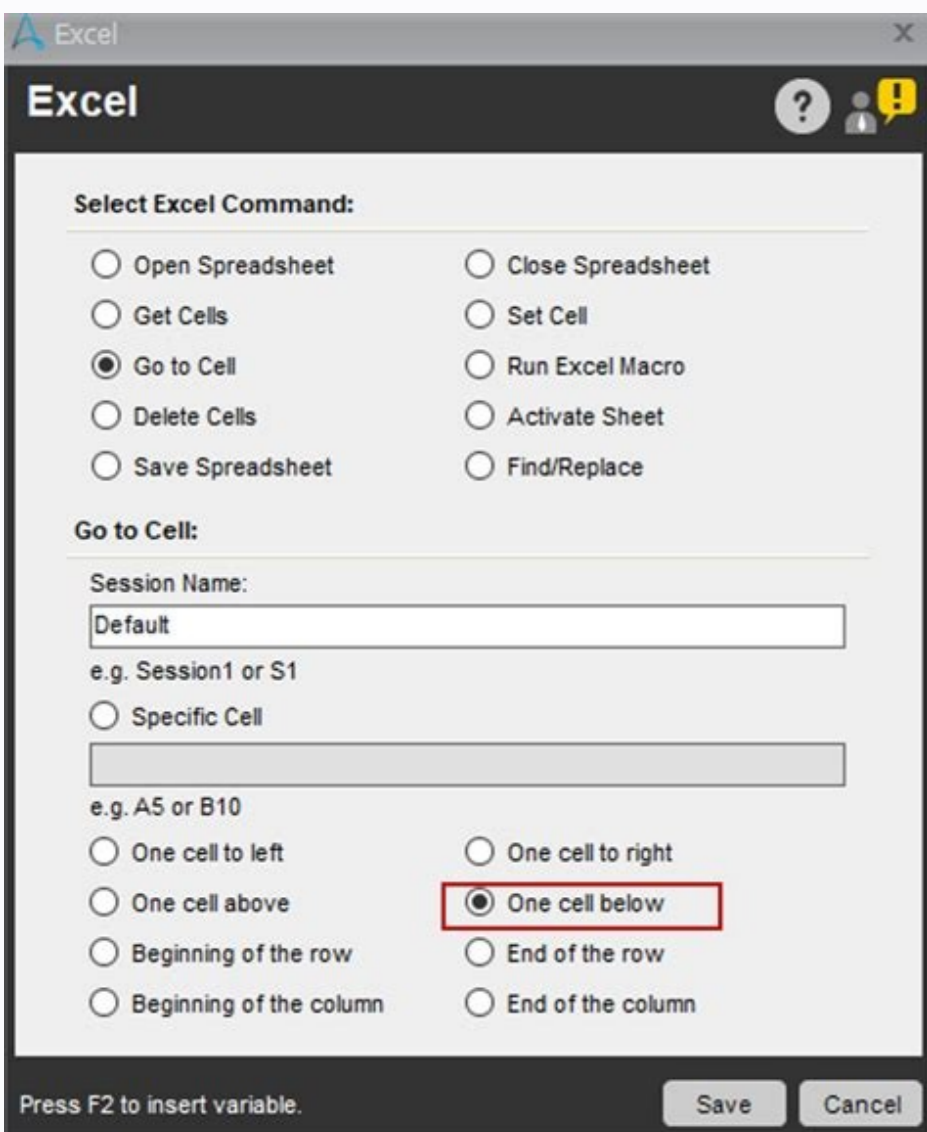 Excel
Excel
Select Excel Command:
Open Spreadsheet Close Spreadsheet
Get Cells Set Cell
Go to Cell Run Excel Macro
Delete Cells Activate Sheet
Save Spreadsheet Find/Replace
Go to Cell:
Session Name:
Default
e.g. Session1 or S1
Specific Cell
e.g. A5 or B10
One cell to left One cell to right
One cell above One cell below
Beginning of the row End of the row
Beginning of the column End of the column
Press F2 to insert variable. Save Cancel